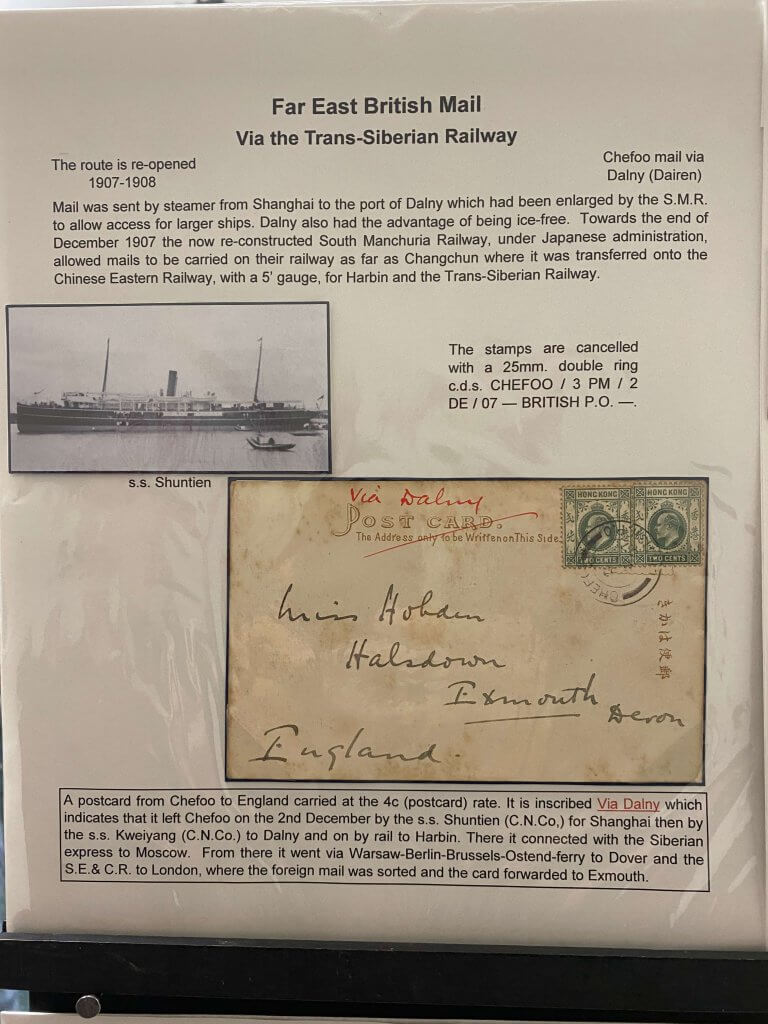 Far East British Mail
Via the Trans-Siberian Railway
The route is re-opened
1907-1908
Chefoo mail via
Dalny (Dairen)
Mail was sent by steamer from Shanghai to the port of Dalny which had been enlarged by the S.M.R.
to allow access for larger ships. Dalny also had the advantage of being ice-free. Towards the end of
December 1907 the now re-constructed South Manchuria Railway, under Japanese administration,
allowed mails to be carried on their railway as far as Changchun where it was transferred onto the
Chinese Eastern Railway, with a 5' gauge, for Harbin and the Trans-Siberian Railway.
The stamps are cancelled
with a 25mm. double ring
c.d.s. CHEFOO / 3 PM / 2
DE / 07 — BRITISH P.O. —.
s.s. Shuntien
Via Dalny
POST CARD.
The Address only to be Written on This Side.
HONG KONG
HONG KONG
TWO CENTS
TWO CENTS
CHEFO
きかは便郵
Miss Hobden
Halsdown
Exmouth
Devon
England.
A postcard from Chefoo to England carried at the 4c (postcard) rate. It is inscribed Via Dalny which
indicates that it left Chefoo on the 2nd December by the s.s. Shuntien (C.N.Co,) for Shanghai then by
the s.s. Kweiyang (C.N.Co.) to Dalny and on by rail to Harbin. There it connected with the Siberian
express to Moscow. From there it went via Warsaw-Berlin-Brussels-Ostend-ferry to Dover and the
S.E.& C.R. to London, where the foreign mail was sorted and the card forwarded to Exmouth.